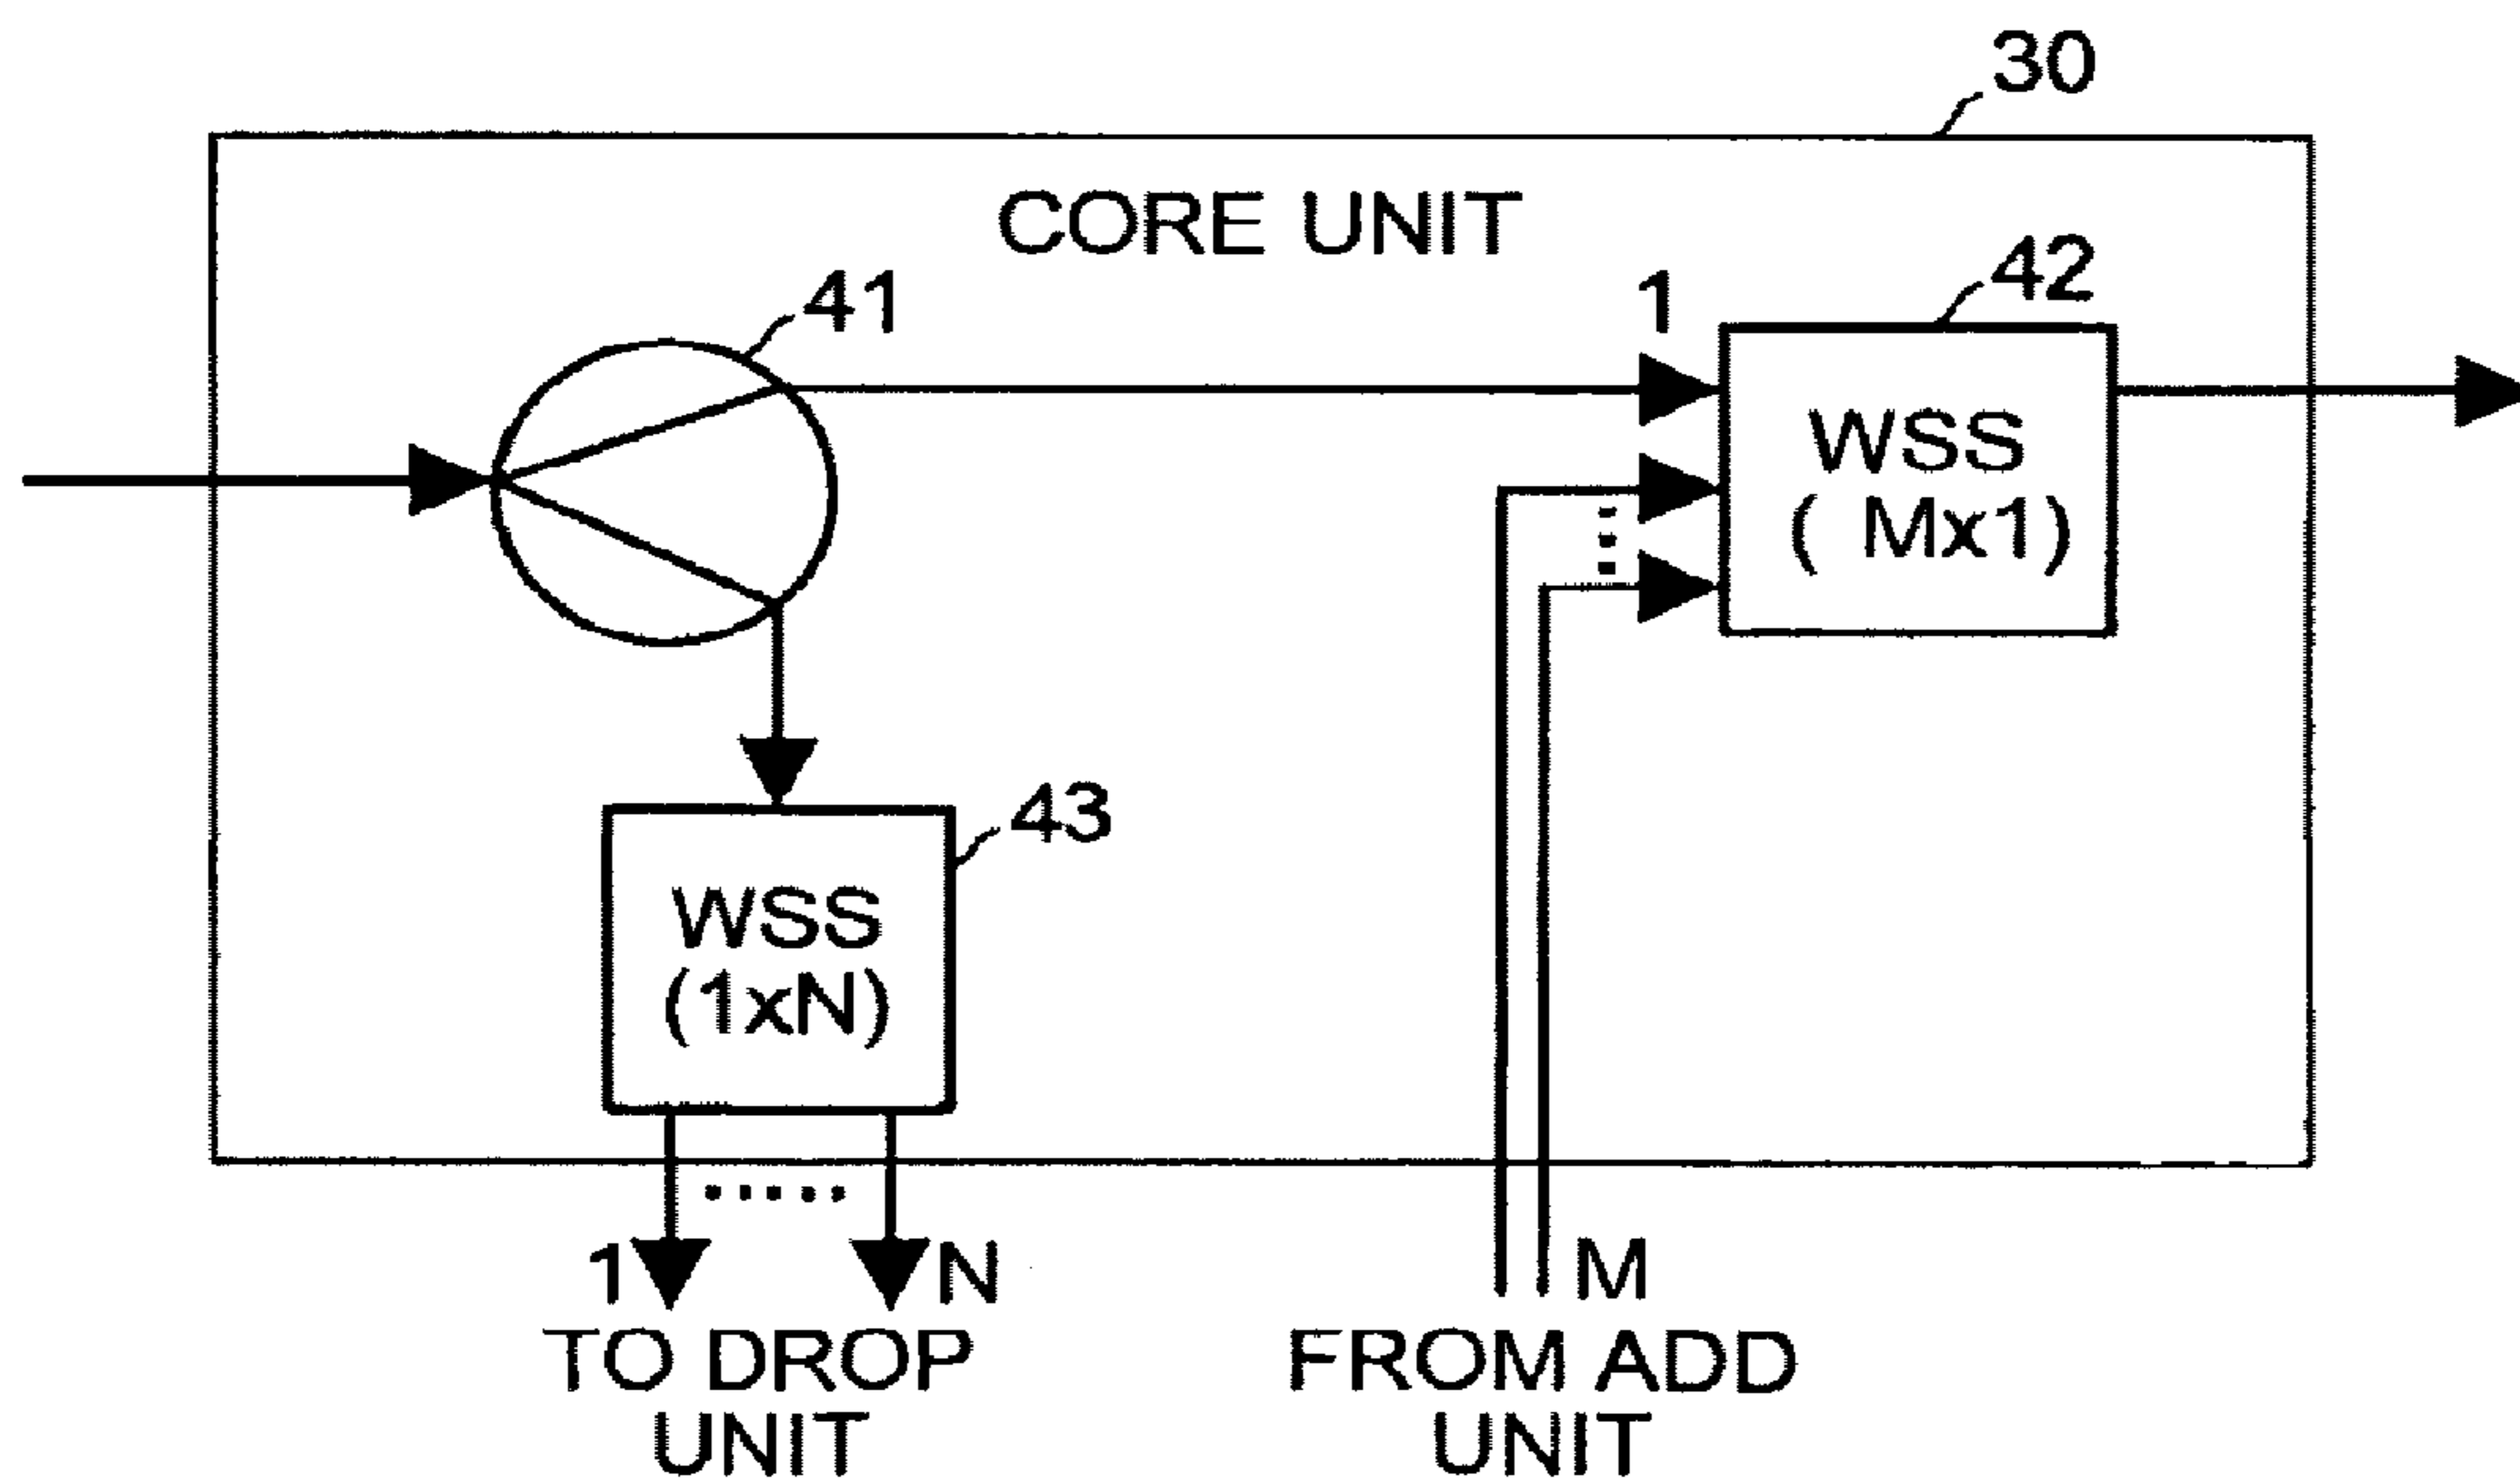 30
CORE UNIT
41
1
42
WSS
( Mx1)
43
WSS
(1xN)
1
N
M
TO DROP
UNIT
FROM ADD
UNIT